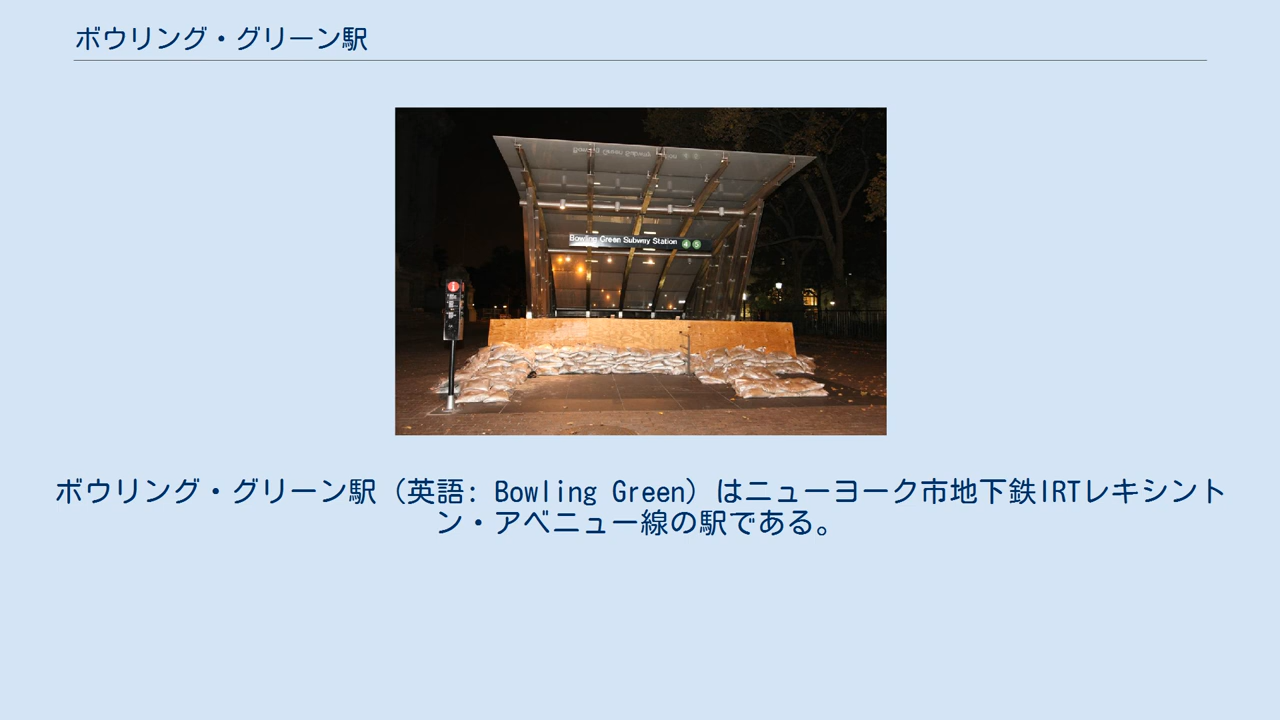 ボウリング・グリーン駅
Bowling Green Subway Station 4 5
ボウリング・グリーン駅（英語: Bowling Green）はニューヨーク市地下鉄IRTレキシント
ン・アベニュー線の駅である。